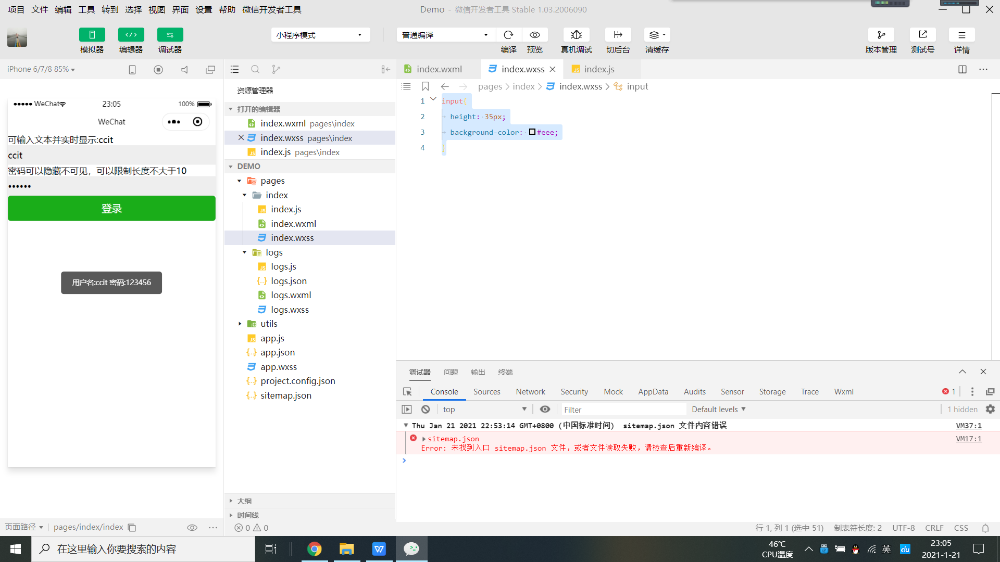 项目 文件 编辑 工具 转到 选择 视图 界面 设置 帮助 微信开发者工具
Demo - 微信开发者工具 Stable 1.03.2006090
模拟器 编辑器 调试器
小程序模式
普通编译
编译 预览 真机调试 切后台 清缓存
版本管理 测试号 详情
iPhone 6/7/8 85%
WeChat 23:05 100%
WeChat
可输入文本并实时显示:ccit
ccit
密码可以隐藏不可见，可以限制长度不大于10
••••••
登录
用户名:ccit 密码:123456
页面路径 pages/index/index
资源管理器
打开的编辑器
index.wxml pages\index
index.wxss pages\index
index.js pages\index
DEMO
pages
index
index.js
index.wxml
index.wxss
logs
logs.js
logs.json
logs.wxml
logs.wxss
utils
app.js
app.json
app.wxss
project.config.json
sitemap.json
大纲
时间线
0 0
index.wxml index.wxss index.js
pages > index > index.wxss > input
1 input{
2 height: 35px;
3 background-color: #eee;
4 }
调试器 问题 输出 终端
Console Sources Network Security Mock AppData Audits Sensor Storage Trace Wxml 1
top Filter Default levels 1 hidden
Thu Jan 21 2021 22:53:14 GMT+0800 (中国标准时间) sitemap.json 文件内容错误 VM37:1
sitemap.json VM17:1
Error: 未找到入口 sitemap.json 文件，或者文件读取失败，请检查后重新编译。
行 1, 列 1 (选中 51) 制表符长度: 2 UTF-8 CRLF CSS
在这里输入你要搜索的内容
46℃
CPU温度
英
du
23:05
2021-1-21